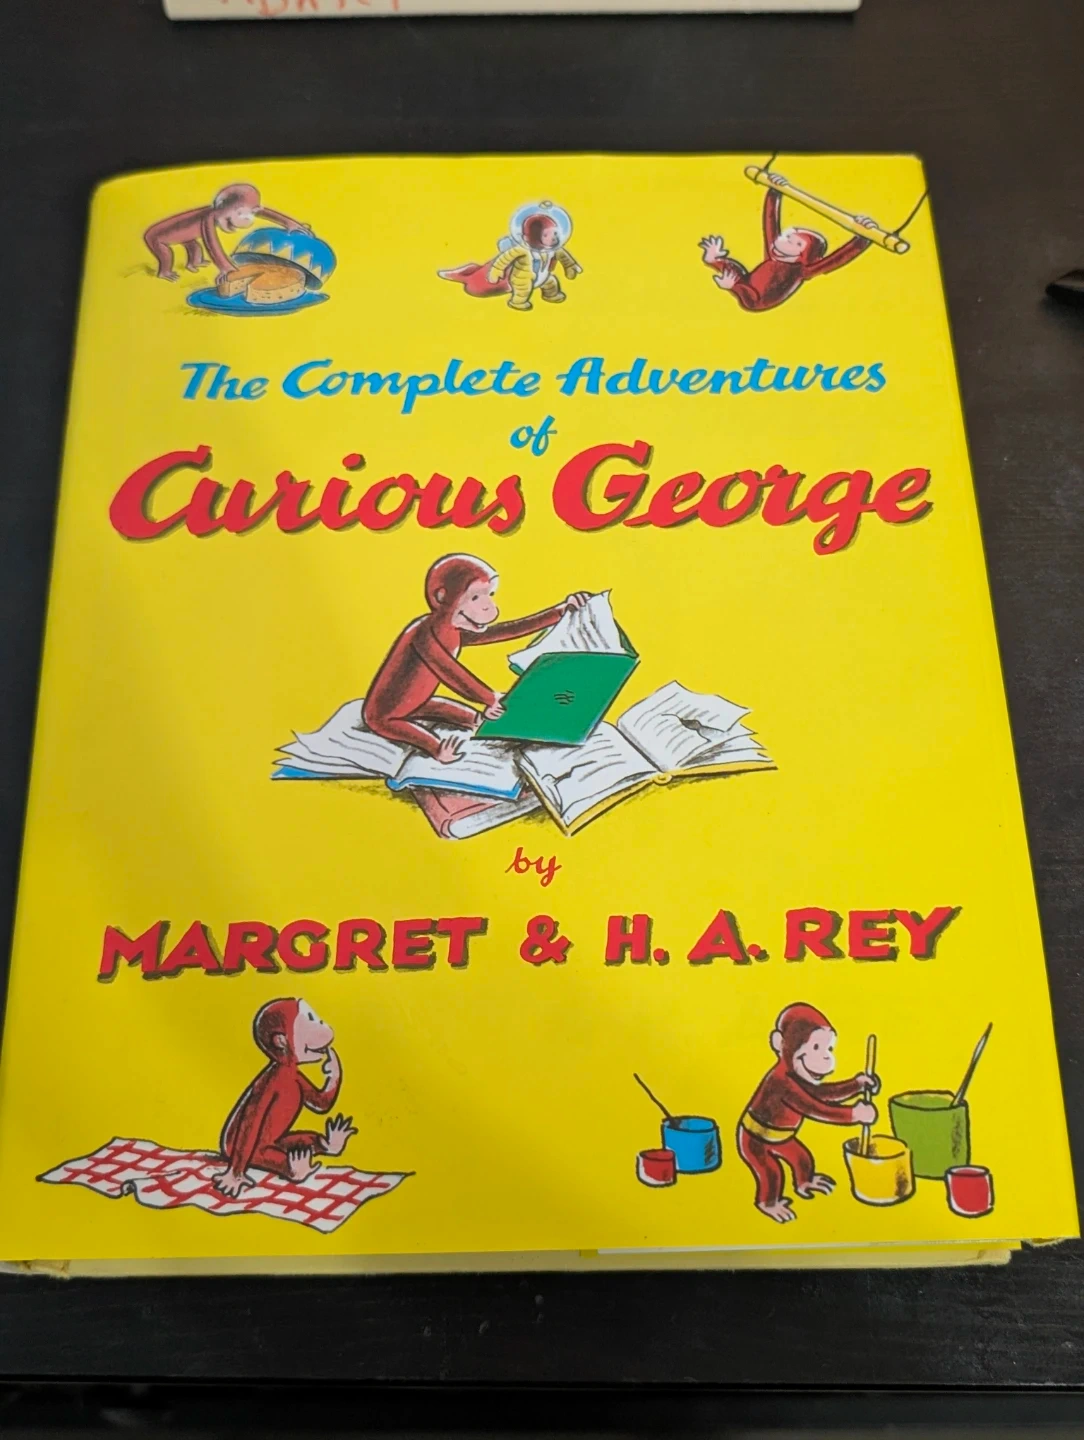 The Complete Adventures
of
Curious George
by
MARGRET & H. A. REY